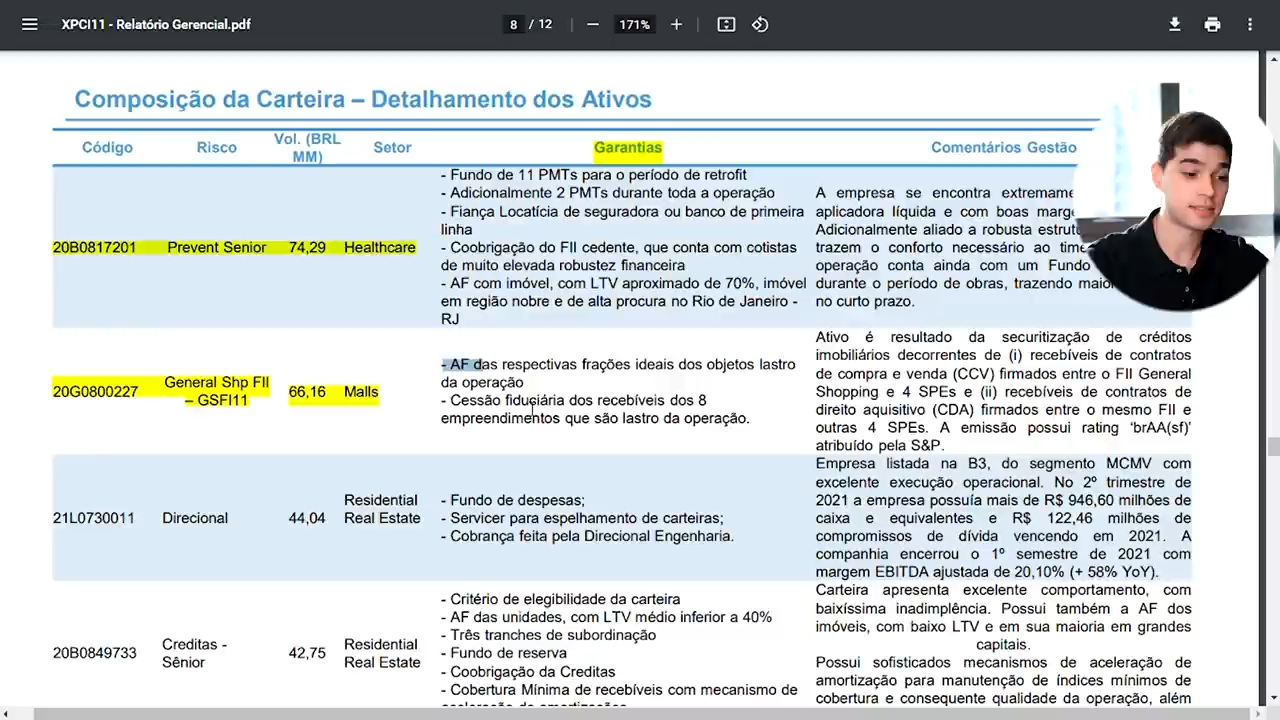 XPCI11 - Relatório Gerencial.pdf
8 / 12
171%
Composição da Carteira – Detalhamento dos Ativos
Código
Risco
Vol. (BRL
MM)
Setor
Garantias
Comentários Gestão
20B0817201
Prevent Senior
74,29
Healthcare
- Fundo de 11 PMTs para o período de retrofit
- Adicionalmente 2 PMTs durante toda a operação
- Fiança Locatícia de seguradora ou banco de primeira
linha
- Coobrigação do FII cedente, que conta com cotistas
de muito elevada robustez financeira
- AF com imóvel, com LTV aproximado de 70%, imóvel
em região nobre e de alta procura no Rio de Janeiro -
RJ
A empresa se encontra
aplicadora líquida e com boas
Adicionalmente aliado a robusta
trazem o conforto necessário ao
operação conta ainda com um Fundo
durante o período de obras, trazendo
no curto prazo.
20G0800227
General Shp FII
– GSFI11
66,16
Malls
- AF das respectivas frações ideais dos objetos lastro
da operação
- Cessão fiduciária dos recebíveis dos 8
empreendimentos que são lastro da operação.
Ativo é resultado da securitização de créditos
imobiliários decorrentes de (i) recebíveis de contratos
de compra e venda (CCV) firmados entre o FII General
Shopping e 4 SPEs e (ii) recebíveis de contratos de
direito aquisitivo (CDA) firmados entre o mesmo FII e
outras 4 SPEs. A emissão possui rating ‘brAA(sf)’
atribuído pela S&P.
21L0730011
Direcional
44,04
Residential
Real Estate
- Fundo de despesas;
- Servicer para espelhamento de carteiras;
- Cobrança feita pela Direcional Engenharia.
Empresa listada na B3, do segmento MCMV com
excelente execução operacional. No 2º trimestre de
2021 a empresa possuía mais de R$ 946,60 milhões de
caixa e equivalentes e R$ 122,46 milhões de
compromissos de dívida vencendo em 2021. A
companhia encerrou o 1º semestre de 2021 com
margem EBITDA ajustada de 20,10% (+ 58% YoY).
20B0849733
Creditas -
Sênior
42,75
Residential
Real Estate
- Critério de elegibilidade da carteira
- AF das unidades, com LTV médio inferior a 40%
- Três tranches de subordinação
- Fundo de reserva
- Coobrigação da Creditas
- Cobertura Mínima de recebíveis com mecanismo de
Carteira apresenta excelente comportamento, com
baixíssima inadimplência. Possui também a AF dos
imóveis, com baixo LTV e em sua maioria em grandes
capitais.
Possui sofisticados mecanismos de aceleração de
amortização para manutenção de índices mínimos de
cobertura e consequente qualidade da operação, além